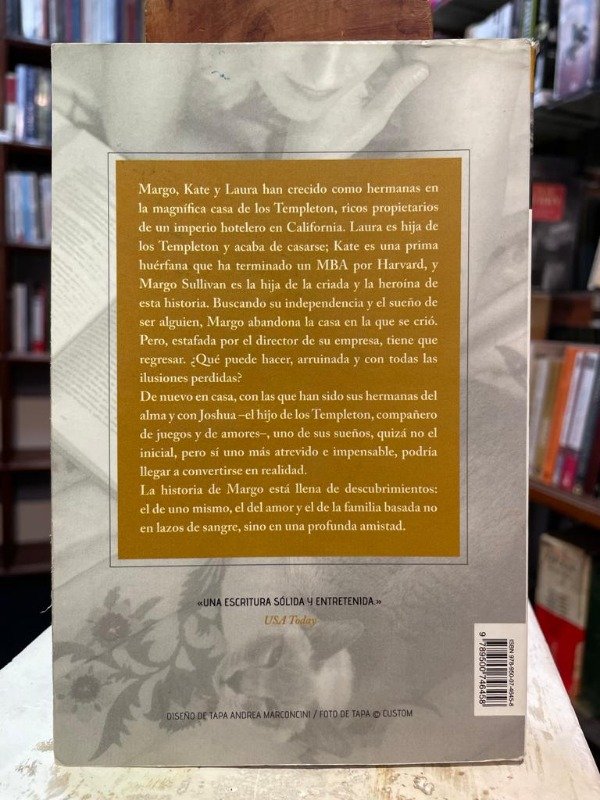 Margo, Kate y Laura han crecido como hermanas en
la magnífica casa de los Templeton, ricos propietarios
de un imperio hotelero en California. Laura es hija de
los Templeton y acaba de casarse; Kate es una prima
huérfana que ha terminado un MBA por Harvard, y
Margo Sullivan es la hija de la criada y la heroína de
esta historia. Buscando su independencia y el sueño de
ser alguien, Margo abandona la casa en la que se crió.
Pero, estafada por el director de su empresa, tiene que
regresar. ¿Qué puede hacer, arruinada y con todas las
ilusiones perdidas?
De nuevo en casa, con las que han sido sus hermanas del
alma y con Joshua –el hijo de los Templeton, compañero
de juegos y de amores–, uno de sus sueños, quizá no el
inicial, pero sí uno más atrevido e impensable, podría
llegar a convertirse en realidad.
La historia de Margo está llena de descubrimientos:
el de uno mismo, el del amor y el de la familia basada no
en lazos de sangre, sino en una profunda amistad.
«UNA ESCRITURA SÓLIDA Y ENTRETENIDA.»
USA Today
ISBN 978-950-07-4645-8
9789500746458
DISEÑO DE TAPA ANDREA MARCONCINI / FOTO DE TAPA © CUSTOM